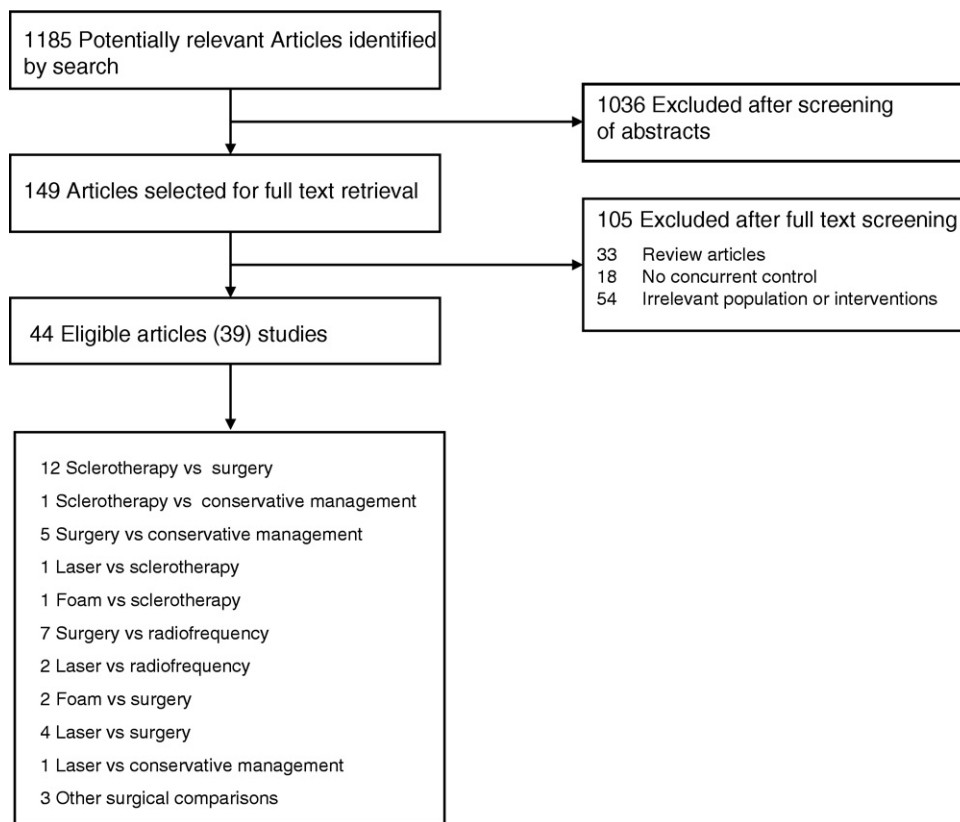 1185 Potentially relevant Articles identified
by search
1036 Excluded after screening
of abstracts
149 Articles selected for full text retrieval
105 Excluded after full text screening
33 Review articles
18 No concurrent control
54 Irrelevant population or interventions
44 Eligible articles (39) studies
12 Sclerotherapy vs surgery
1 Sclerotherapy vs conservative management
5 Surgery vs conservative management
1 Laser vs sclerotherapy
1 Foam vs sclerotherapy
7 Surgery vs radiofrequency
2 Laser vs radiofrequency
2 Foam vs surgery
4 Laser vs surgery
1 Laser vs conservative management
3 Other surgical comparisons